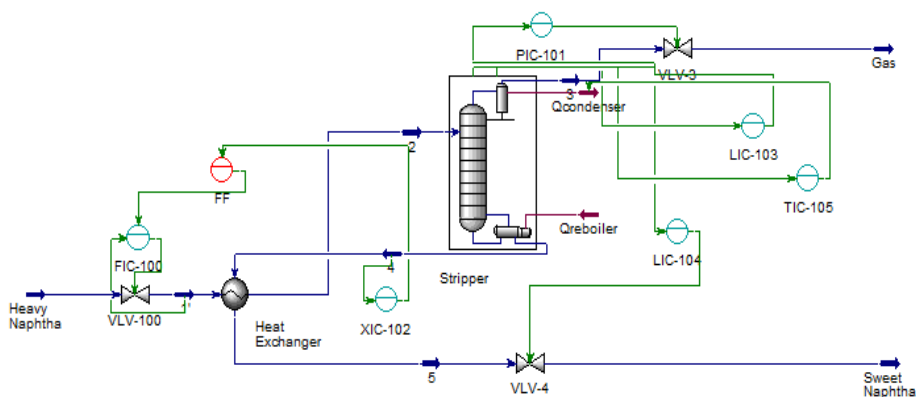 PIC-101
VLV-3
Gas
3
Qcondenser
2
LIC-103
FF
TIC-105
Qreboiler
FIC-100
4
LIC-104
Stripper
Heavy
Naphtha
VLV-100
Heat
Exchanger
XIC-102
5
VLV-4
Sweet
Naphtha